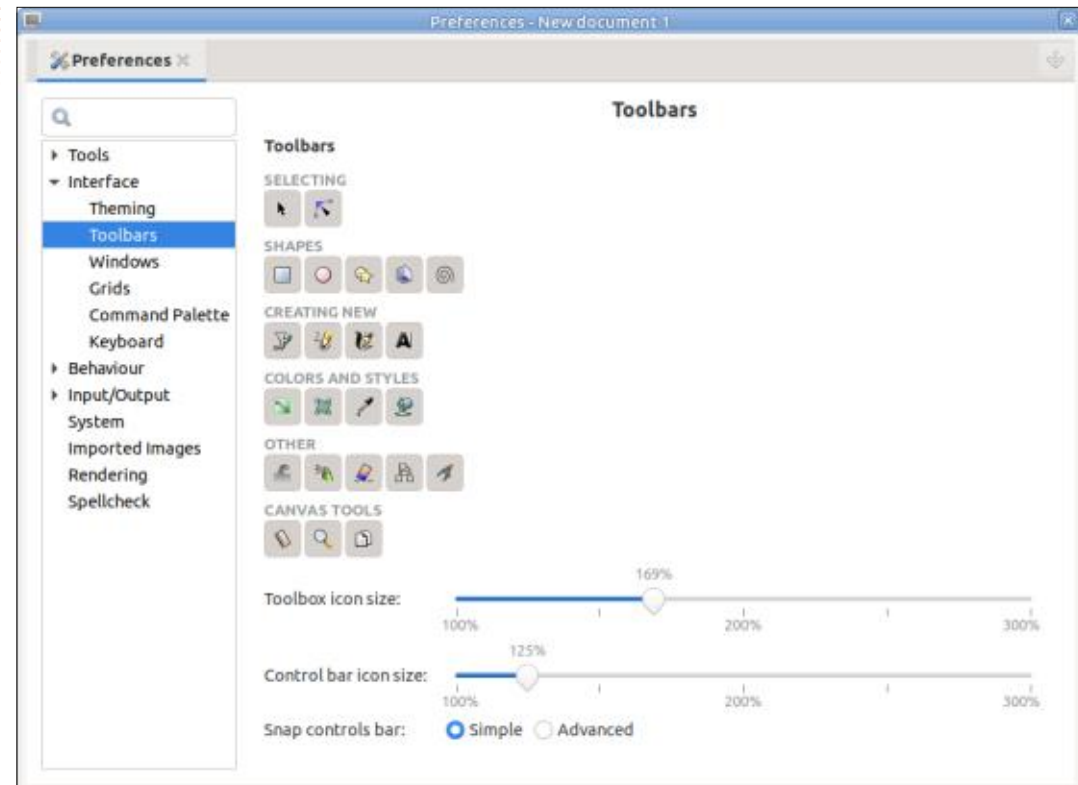 Preferences - New document 1
Preferences
Toolbars
Tools
Interface
Theming
Toolbars
Windows
Grids
Command Palette
Keyboard
Behaviour
Input/Output
System
Imported Images
Rendering
Spellcheck
Toolbars
SELECTING
SHAPES
CREATING NEW
COLORS AND STYLES
OTHER
CANVAS TOOLS
169%
Toolbox icon size:
100% 200% 300%
125%
Control bar icon size:
100% 200% 300%
Snap controls bar: Simple Advanced